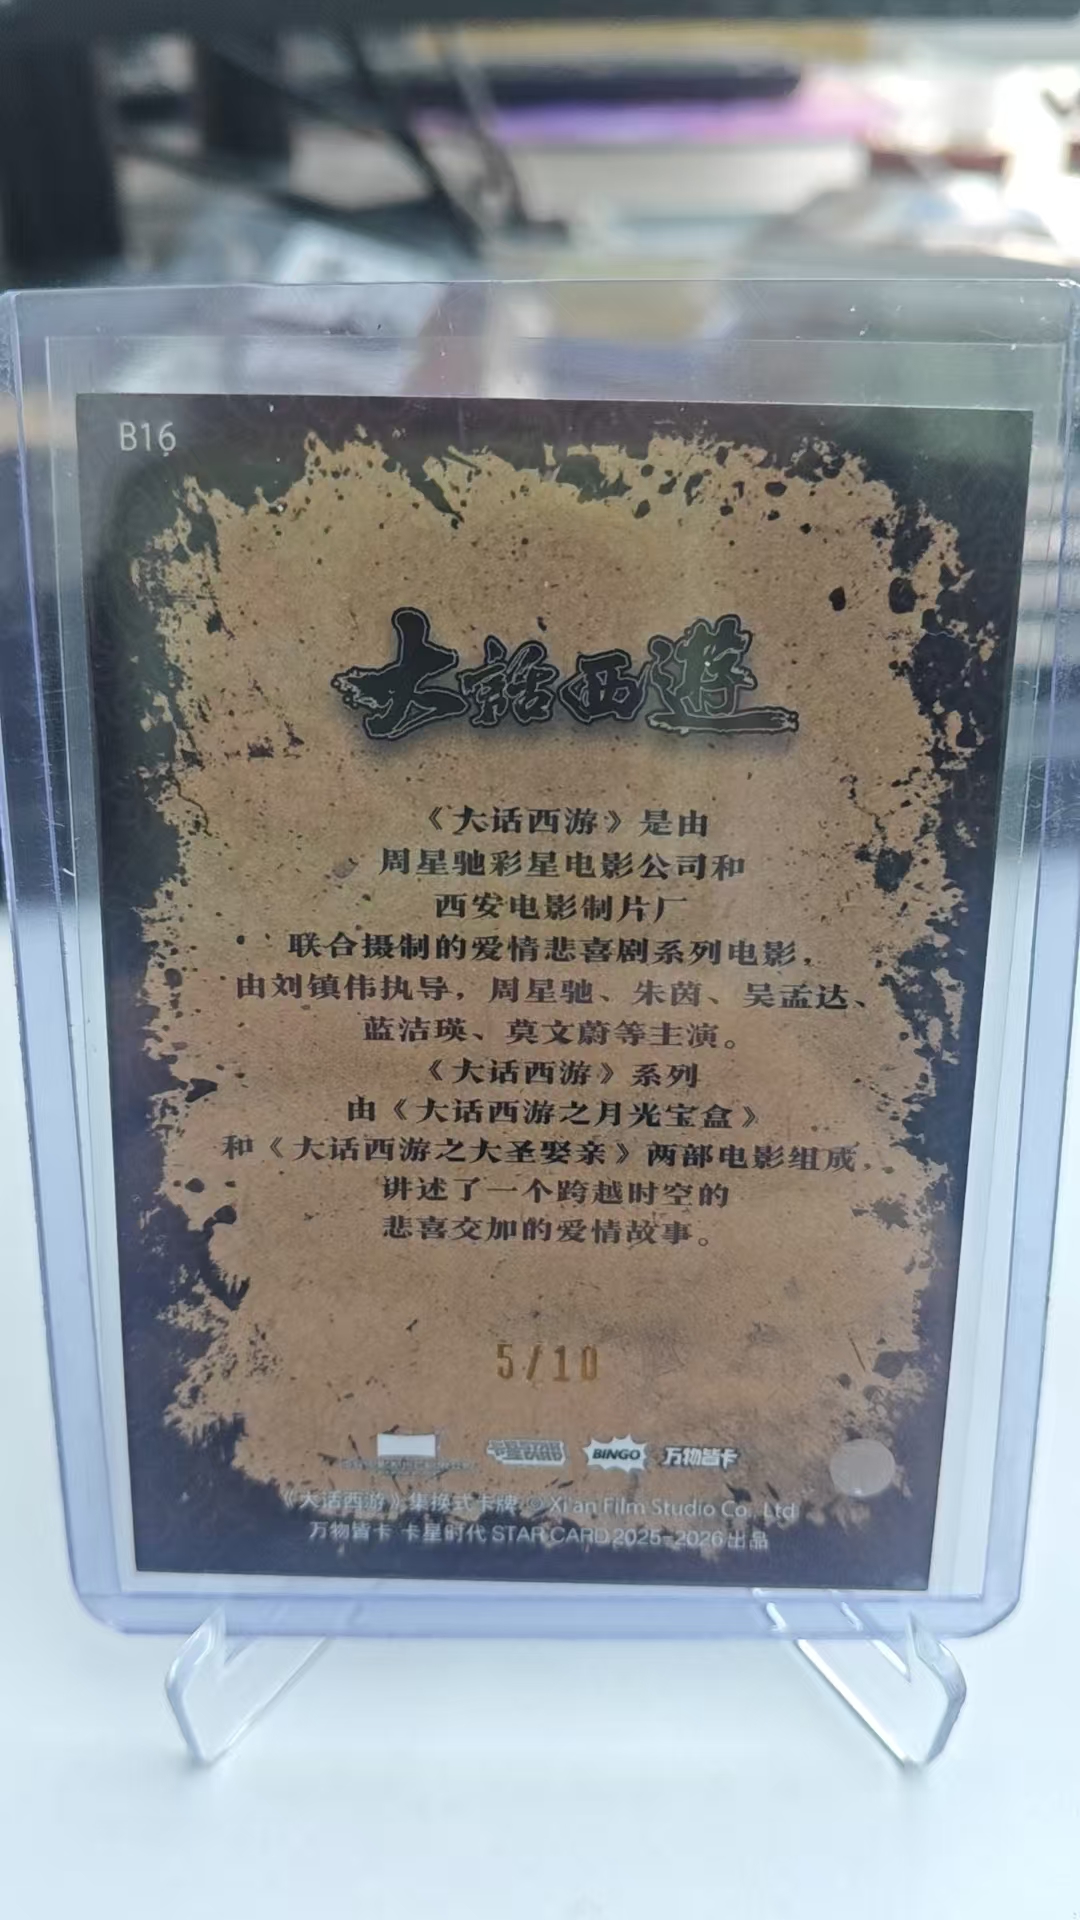 B16
大話西遊
《大话西游》是由
周星驰彩星电影公司和
西安电影制片厂
联合摄制的爱情悲喜剧系列电影，
由刘镇伟执导，周星驰、朱茵、吴孟达、
蓝洁瑛、莫文蔚等主演。
《大话西游》系列
由《大话西游之月光宝盒》
和《大话西游之大圣娶亲》两部电影组成，
讲述了一个跨越时空的
悲喜交加的爱情故事。
5/10
BINGO 万物皆卡
《大话西游》集换式卡牌 © Xi'an Film Studio Co., Ltd
万物皆卡 卡星时代 STAR CARD 2025-2026 出品